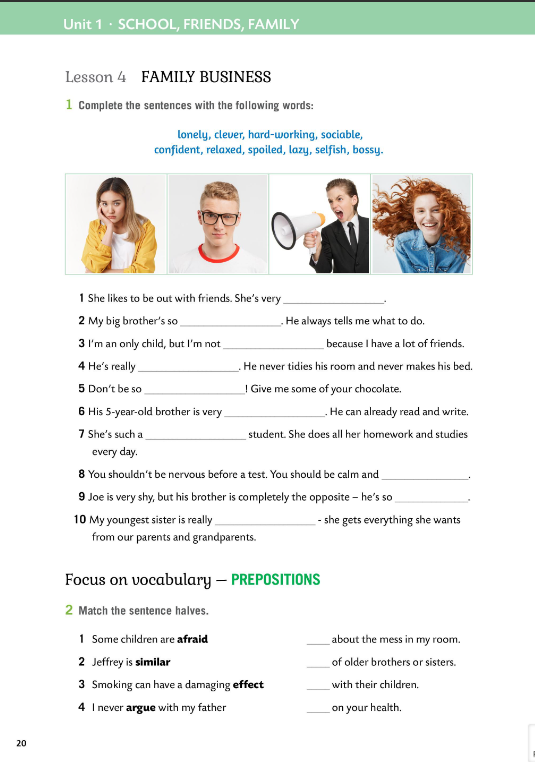 Unit 1 · SCHOOL, FRIENDS, FAMILY
Lesson 4 FAMILY BUSINESS
1 Complete the sentences with the following words:
lonely, clever, hard-working, sociable,
confident, relaxed, spoiled, lazy, selfish, bossy.
1 She likes to be out with friends. She's very ________________.
2 My big brother's so ________________. He always tells me what to do.
3 I'm an only child, but I'm not ________________ because I have a lot of friends.
4 He's really ________________. He never tidies his room and never makes his bed.
5 Don't be so ________________! Give me some of your chocolate.
6 His 5-year-old brother is very ________________. He can already read and write.
7 She's such a ________________ student. She does all her homework and studies
every day.
8 You shouldn't be nervous before a test. You should be calm and ______________.
9 Joe is very shy, but his brother is completely the opposite – he's so ____________.
10 My youngest sister is really ________________ - she gets everything she wants
from our parents and grandparents.
Focus on vocabulary – PREPOSITIONS
2 Match the sentence halves.
1 Some children are afraid ____ about the mess in my room.
2 Jeffrey is similar ____ of older brothers or sisters.
3 Smoking can have a damaging effect ____ with their children.
4 I never argue with my father ____ on your health.
20